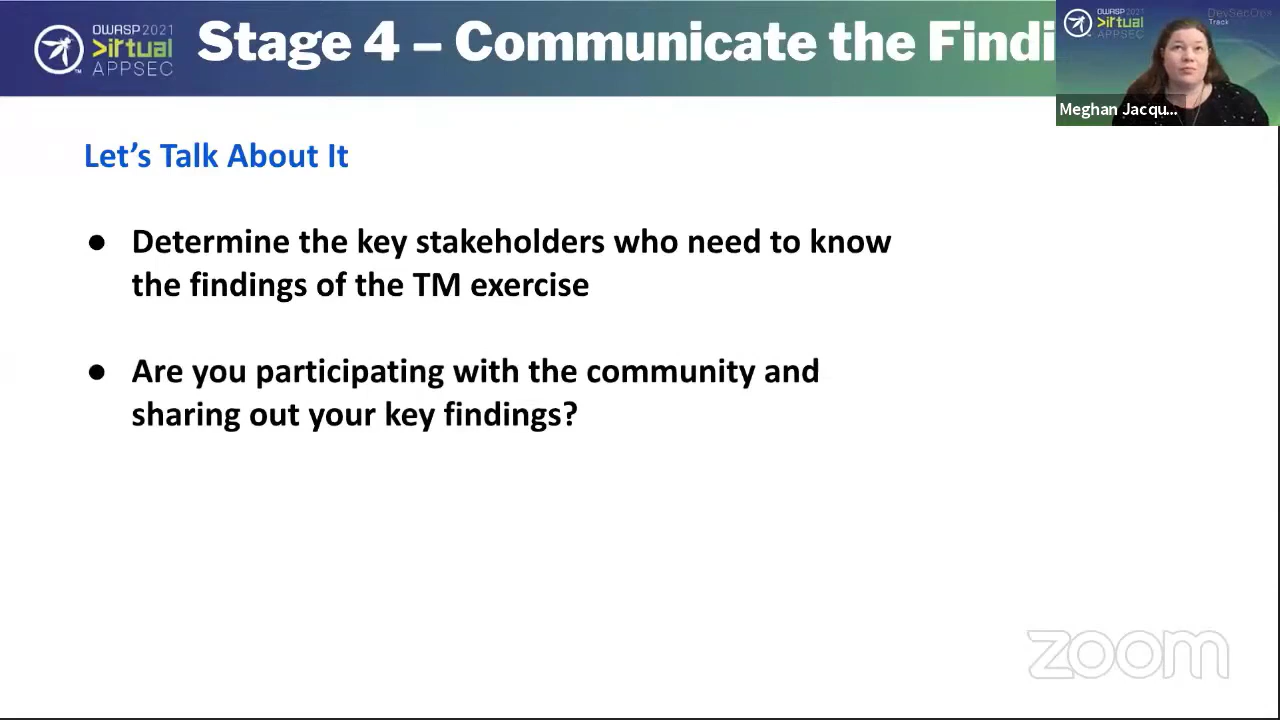 OWASP 2021
>irtual
APPSEC
Stage 4 – Communicate the Findi
OWASP 2021
>irtual
APPSEC
DevSecOps
Track
Meghan Jacqu...
Let's Talk About It
● Determine the key stakeholders who need to know
the findings of the TM exercise
● Are you participating with the community and
sharing out your key findings?
zoom